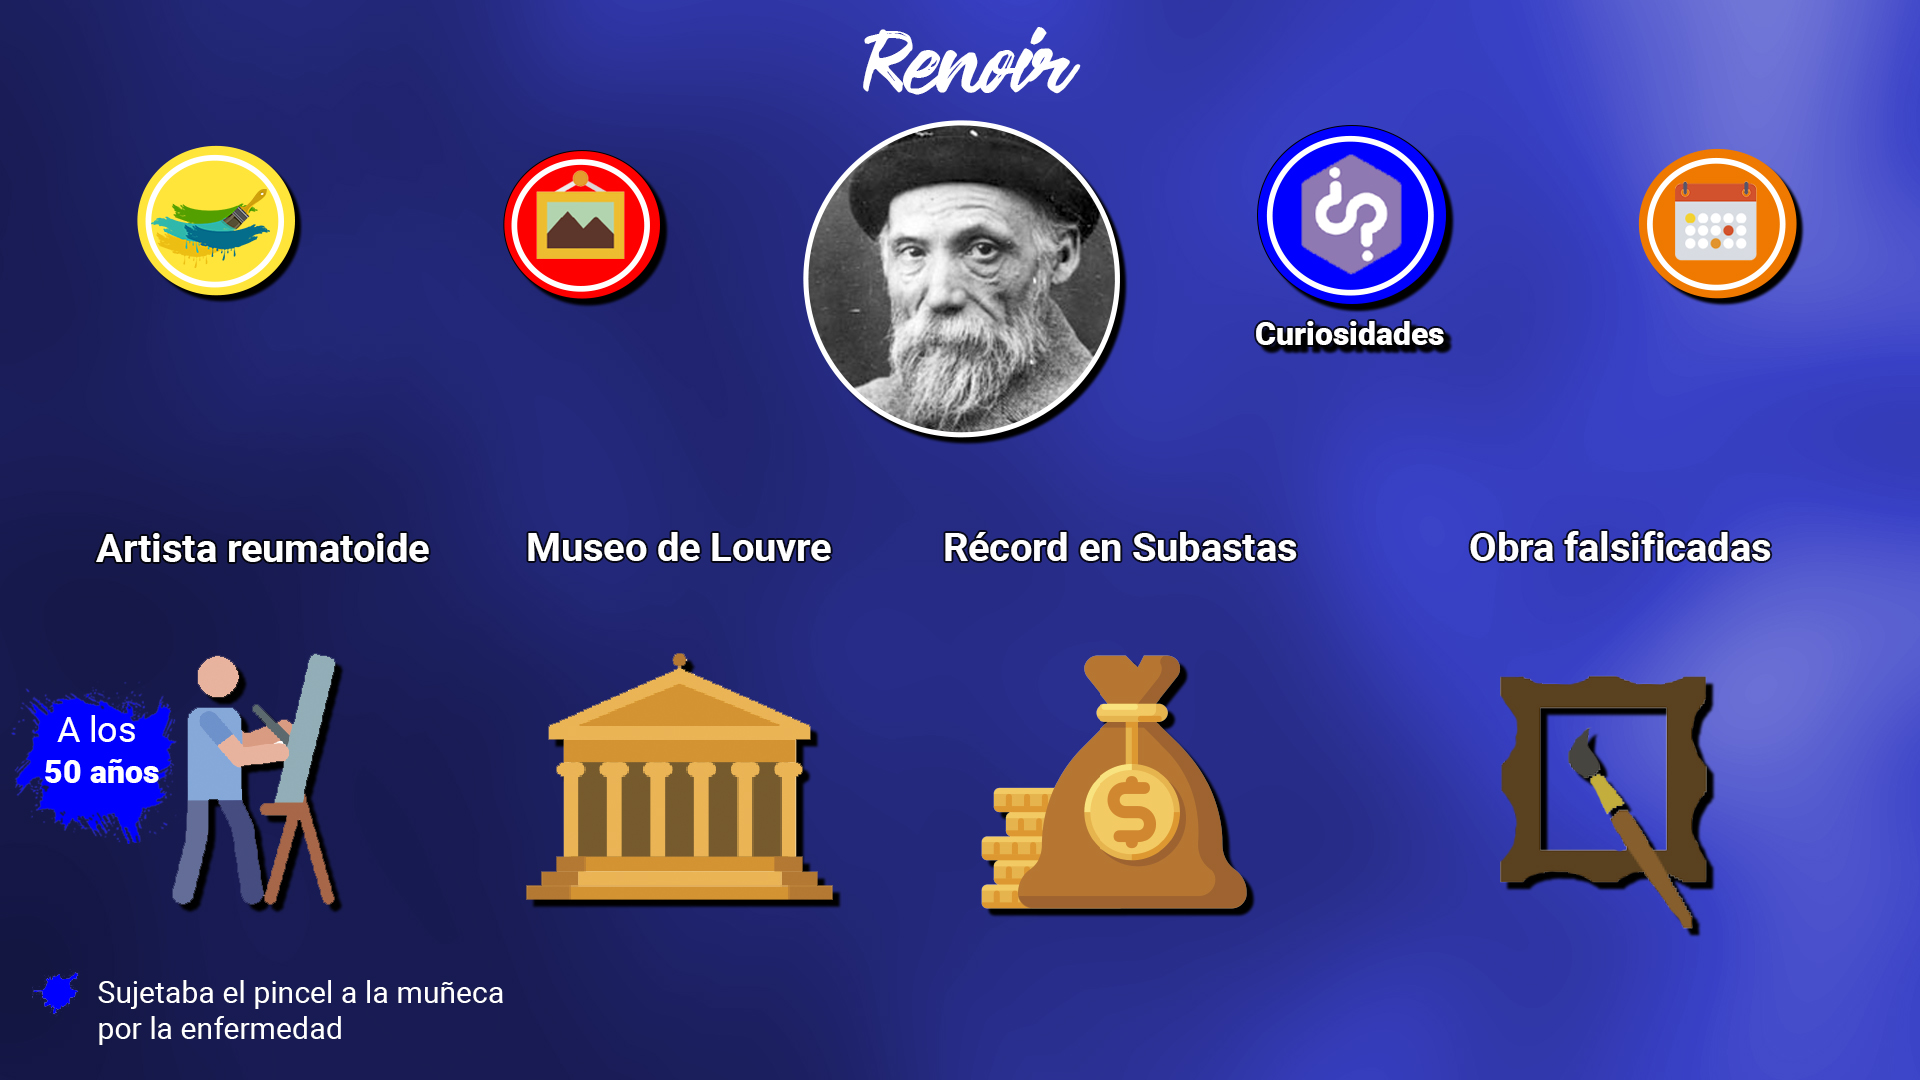 Renoir
Curiosidades
Artista reumatoide
Museo de Louvre
Récord en Subastas
Obra falsificadas
A los
50 años
$
Sujetaba el pincel a la muñeca
por la enfermedad